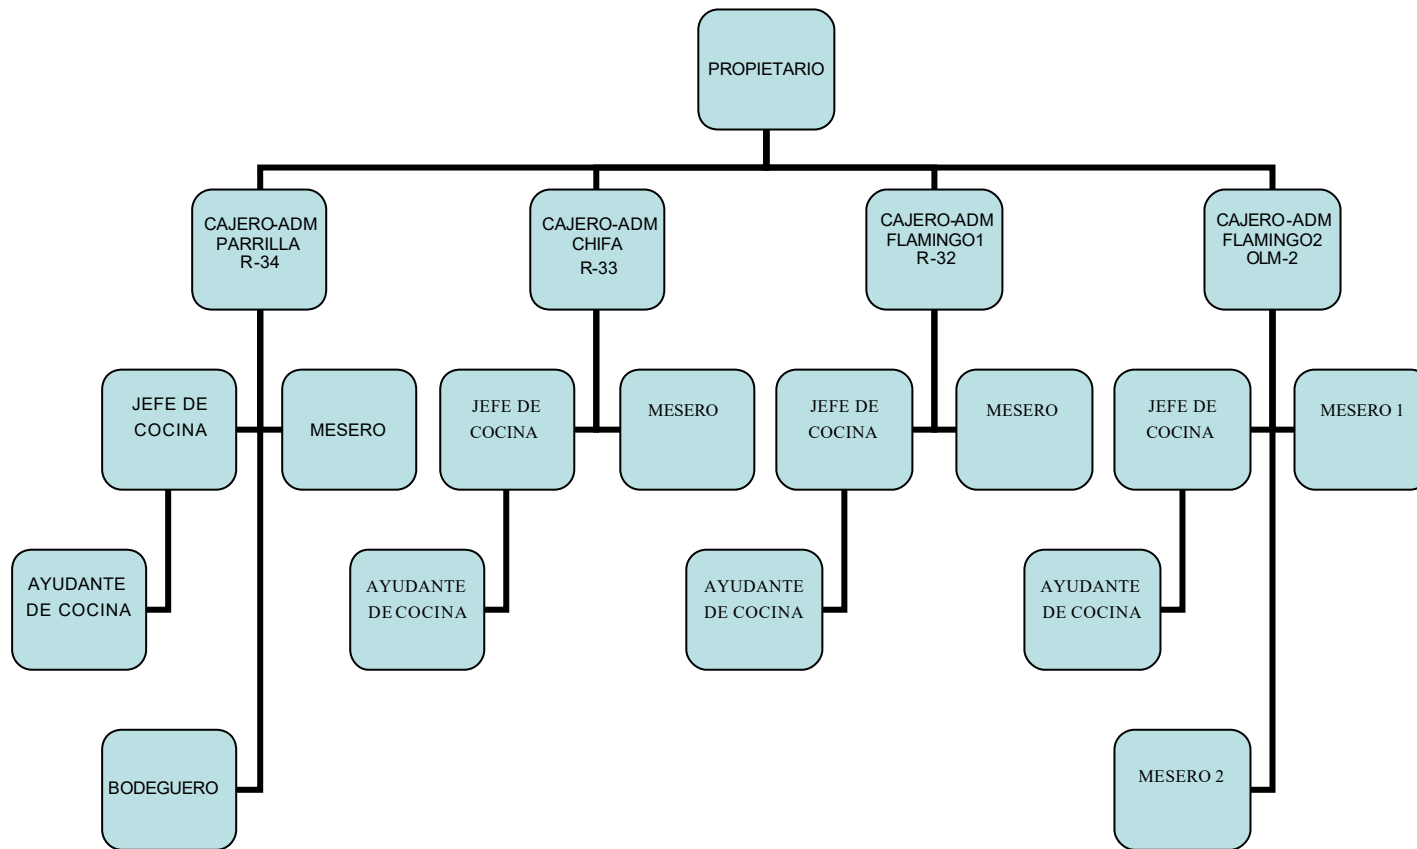 PROPIETARIO
CAJERO-ADM
PARRILLA
R-34
CAJERO-ADM
CHIFA
R-33
CAJERO-ADM
FLAMINGO1
R-32
CAJERO-ADM
FLAMINGO2
OLM-2
JEFE DE
COCINA
MESERO
JEFE DE
COCINA
MESERO
JEFE DE
COCINA
MESERO
JEFE DE
COCINA
MESERO 1
AYUDANTE
DE COCINA
AYUDANTE
DE COCINA
AYUDANTE
DE COCINA
AYUDANTE
DE COCINA
BODEGUERO
MESERO 2